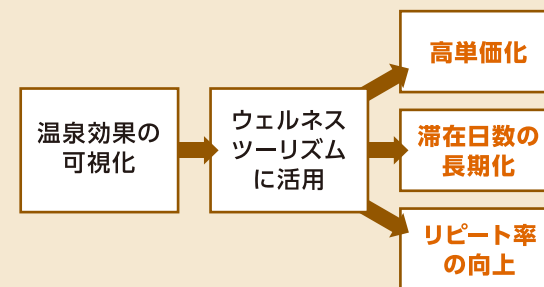 温泉効果の
可視化
ウェルネス
ツーリズム
に活用
高単価化
滞在日数の
長期化
リピート率
の向上